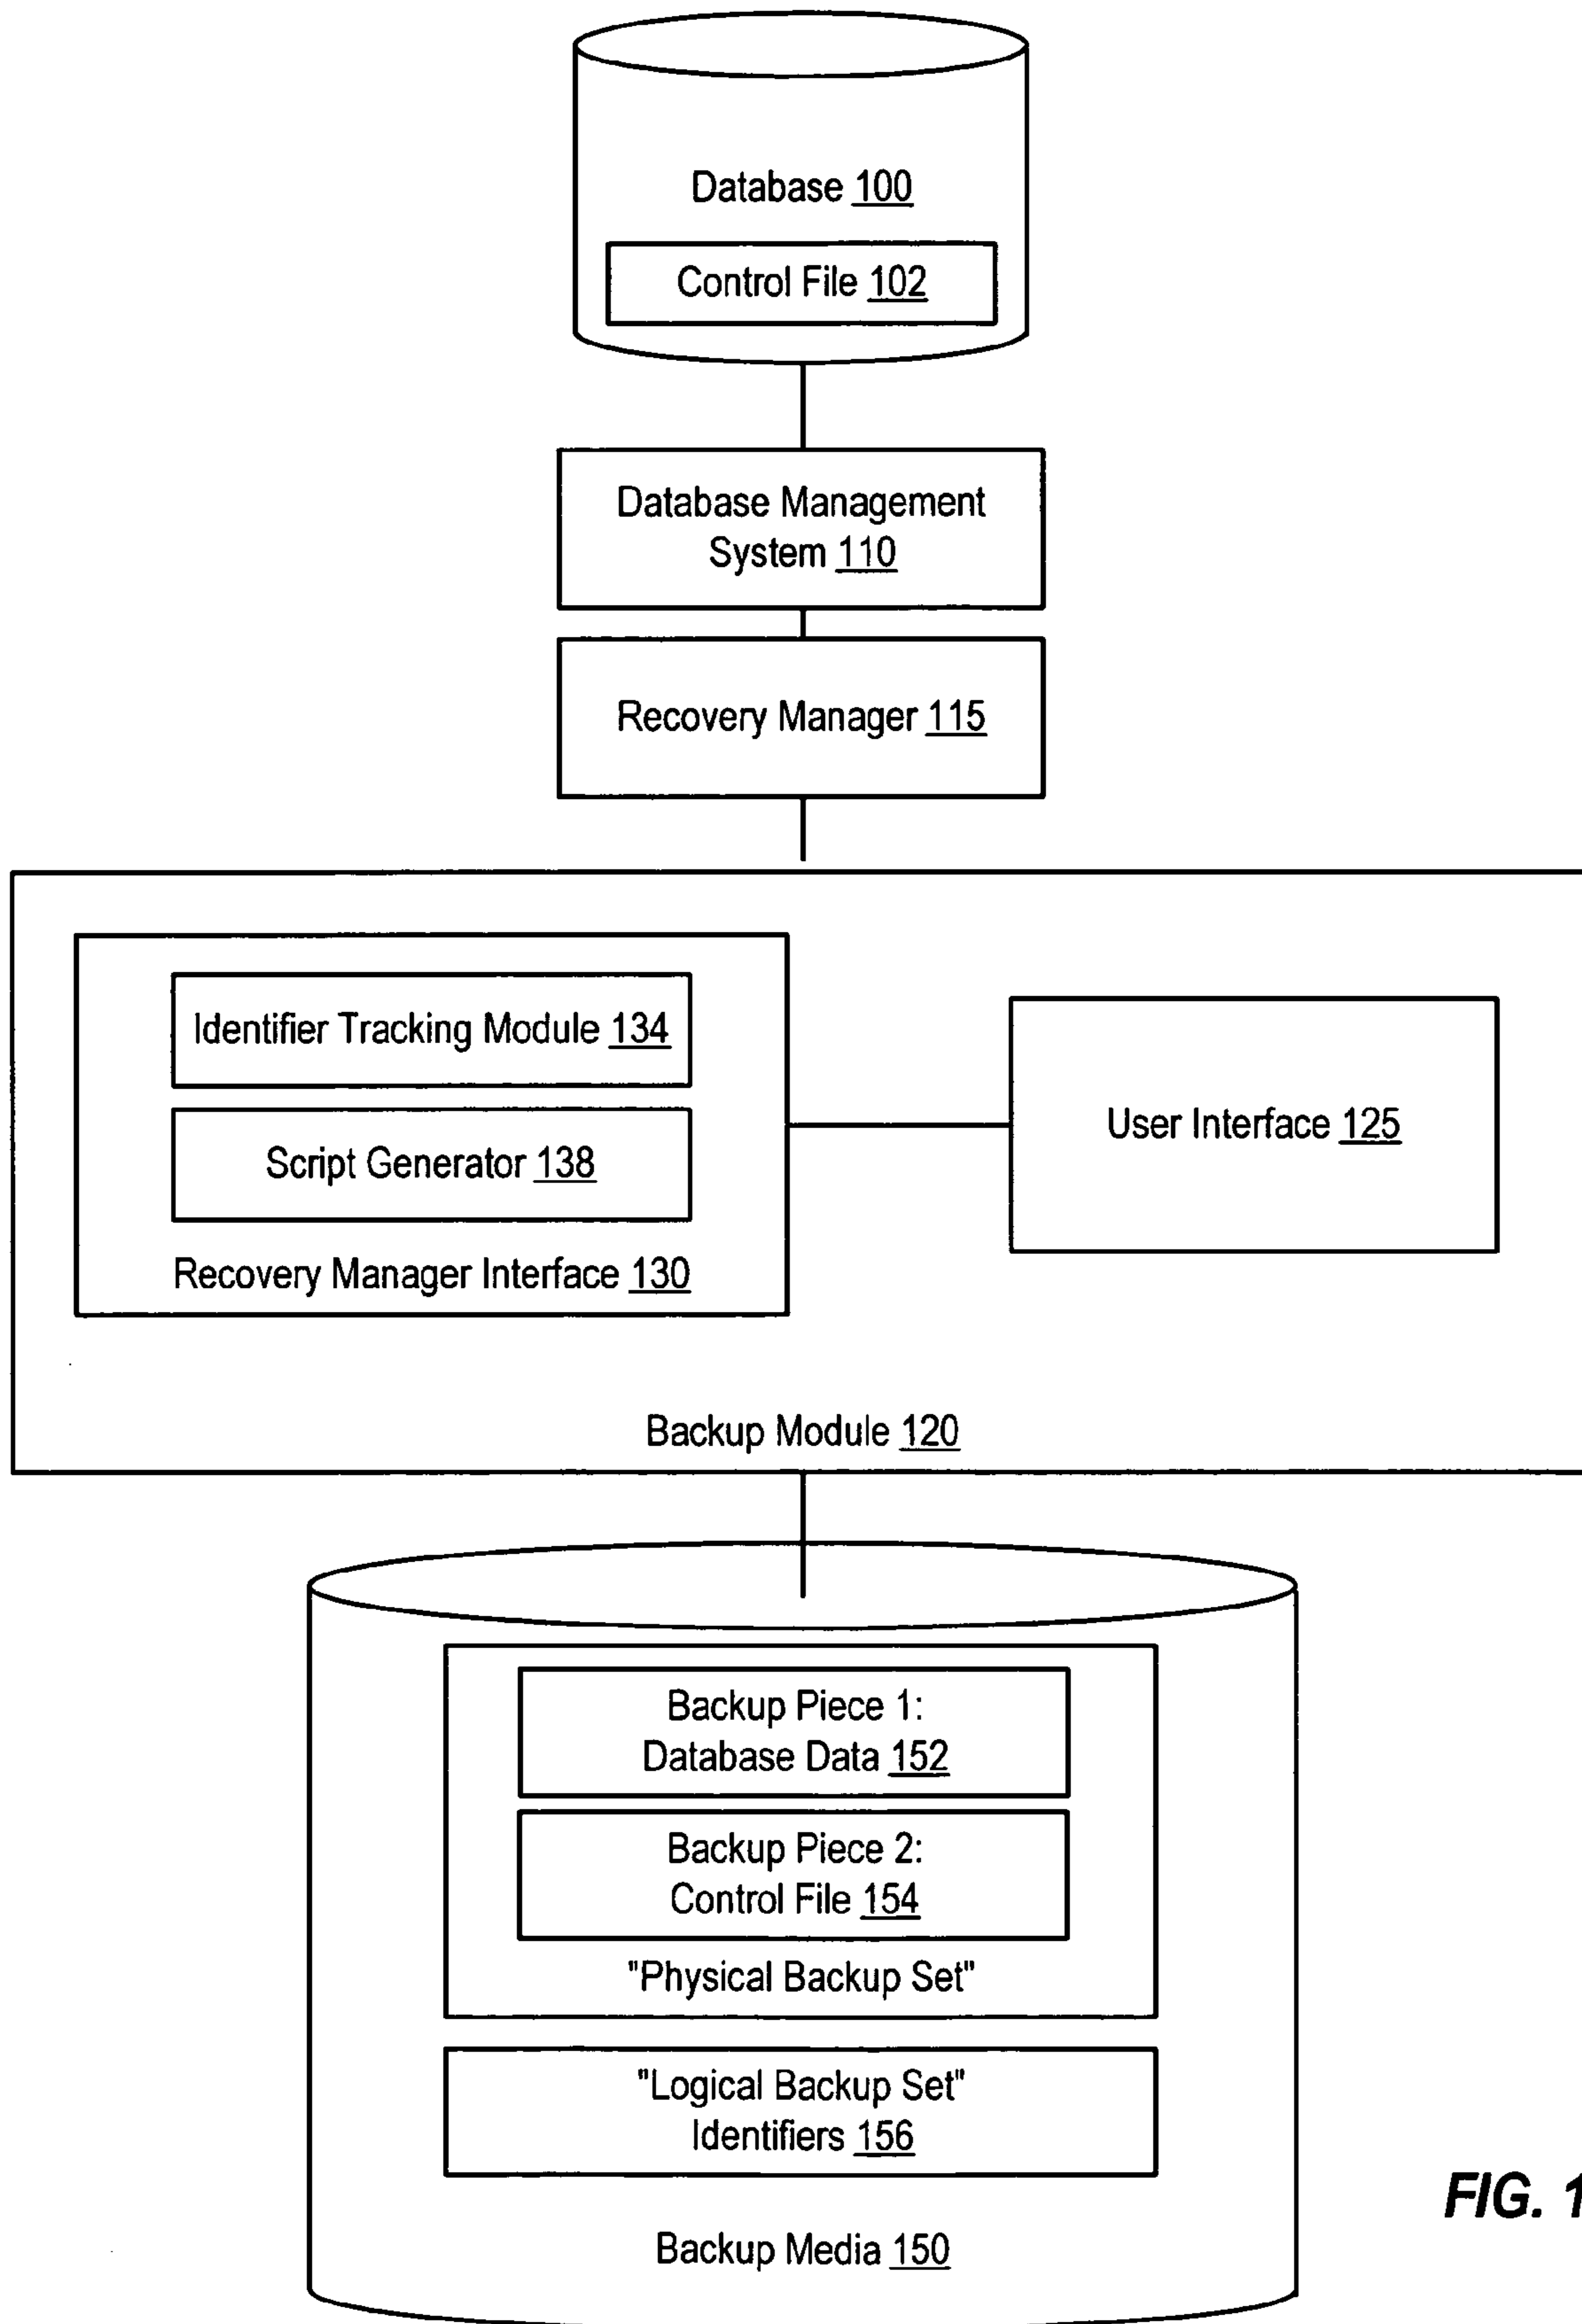 Database 100
Control File 102
Database Management
System 110
Recovery Manager 115
Identifier Tracking Module 134
Script Generator 138
Recovery Manager Interface 130
User Interface 125
Backup Module 120
Backup Piece 1:
Database Data 152
Backup Piece 2:
Control File 154
"Physical Backup Set"
"Logical Backup Set"
Identifiers 156
Backup Media 150
FIG. 1